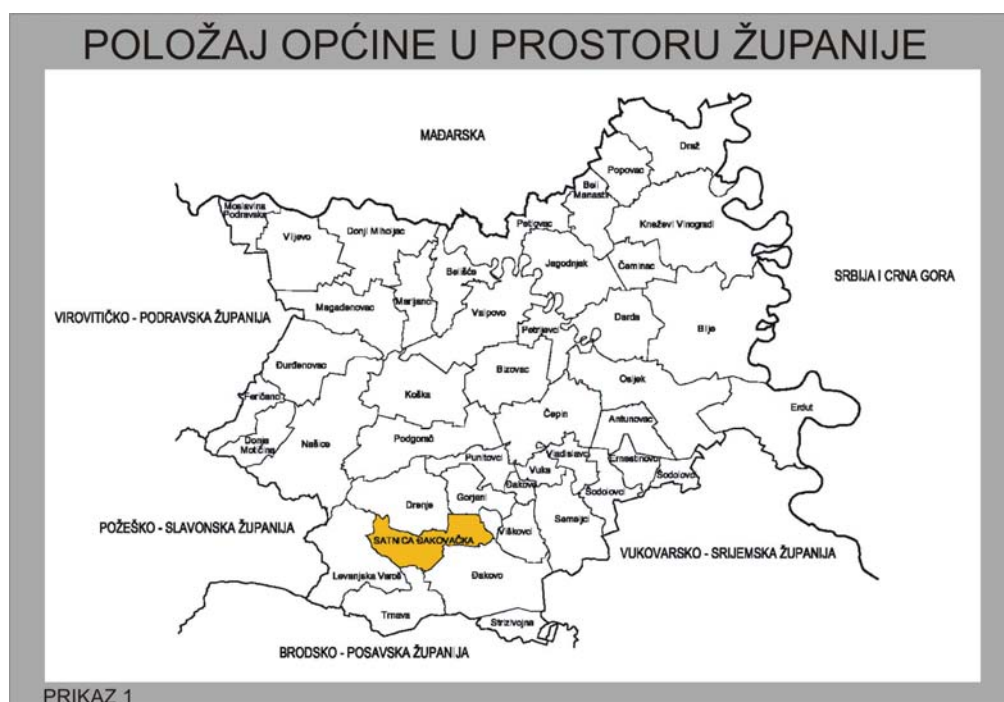 POLOŽAJ OPĆINE U PROSTORU ŽUPANIJE
MAĐARSKA
Draž
Popovac
Beli
Manastir
Moslavina
Podravska
Viljevo
Donji Miholjac
Petlovac
Kneževi Vinogradi
Belišće
Jagodnjak
Čeminac
SRBIJA I CRNA GORA
Magadenovac
Marijanci
Valpovo
VIROVITIČKO - PODRAVSKA ŽUPANIJA
Petrijevci
Darda
Bilje
Đurđenovac
Bizovac
Osijek
Feričanci
Koška
Čepin
Antunovac
Erdut
Donja
Motičina
Našice
Podgorač
Punitovci
Vladislavci
Ernestinovo
Vuka
Šodolovci
Drenje
Gorjani
Đakovo
Šodolovci
Semeljci
POŽEŠKO - SLAVONSKA ŽUPANIJA
SATNICA ĐAKOVAČKA
Viškovci
VUKOVARSKO - SRIJEMSKA ŽUPANIJA
Levanjska Varoš
Đakovo
Trnava
Strizivojna
BRODSKO - POSAVSKA ŽUPANIJA
PRIKAZ 1